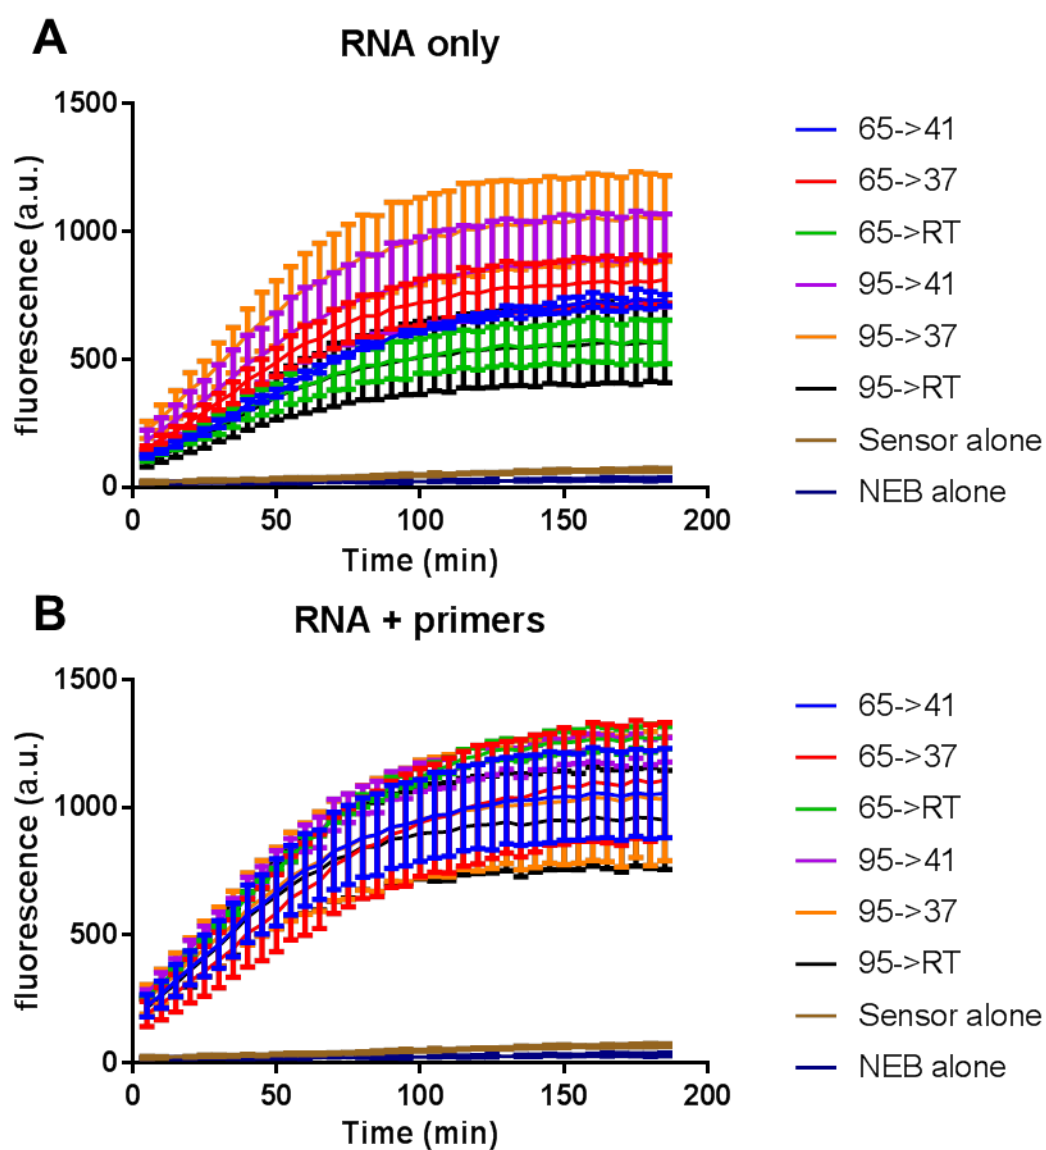 A
RNA only
1500
1000
500
0
fluorescence (a.u.)
0 50 100 150 200
Time (min)
65->41
65->37
65->RT
95->41
95->37
95->RT
Sensor alone
NEB alone
B
RNA + primers
1500
1000
500
0
fluorescence (a.u.)
0 50 100 150 200
Time (min)
65->41
65->37
65->RT
95->41
95->37
95->RT
Sensor alone
NEB alone